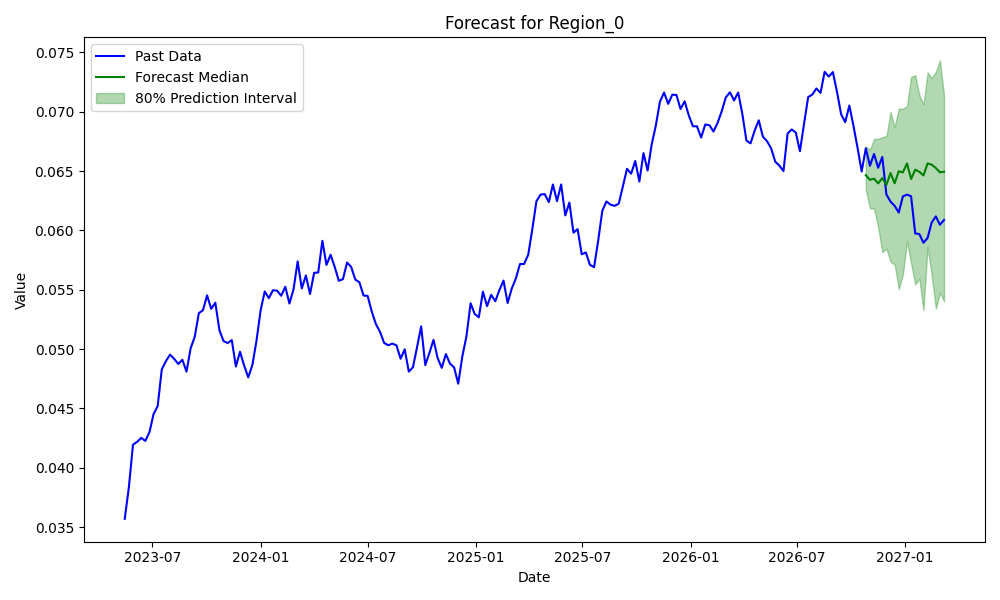 Forecast for Region_0
Past Data
Forecast Median
80% Prediction Interval
0.075
0.070
0.065
0.060
0.055
0.050
0.045
0.040
0.035
Value
2023-07
2024-01
2024-07
2025-01
2025-07
2026-01
2026-07
2027-01
Date